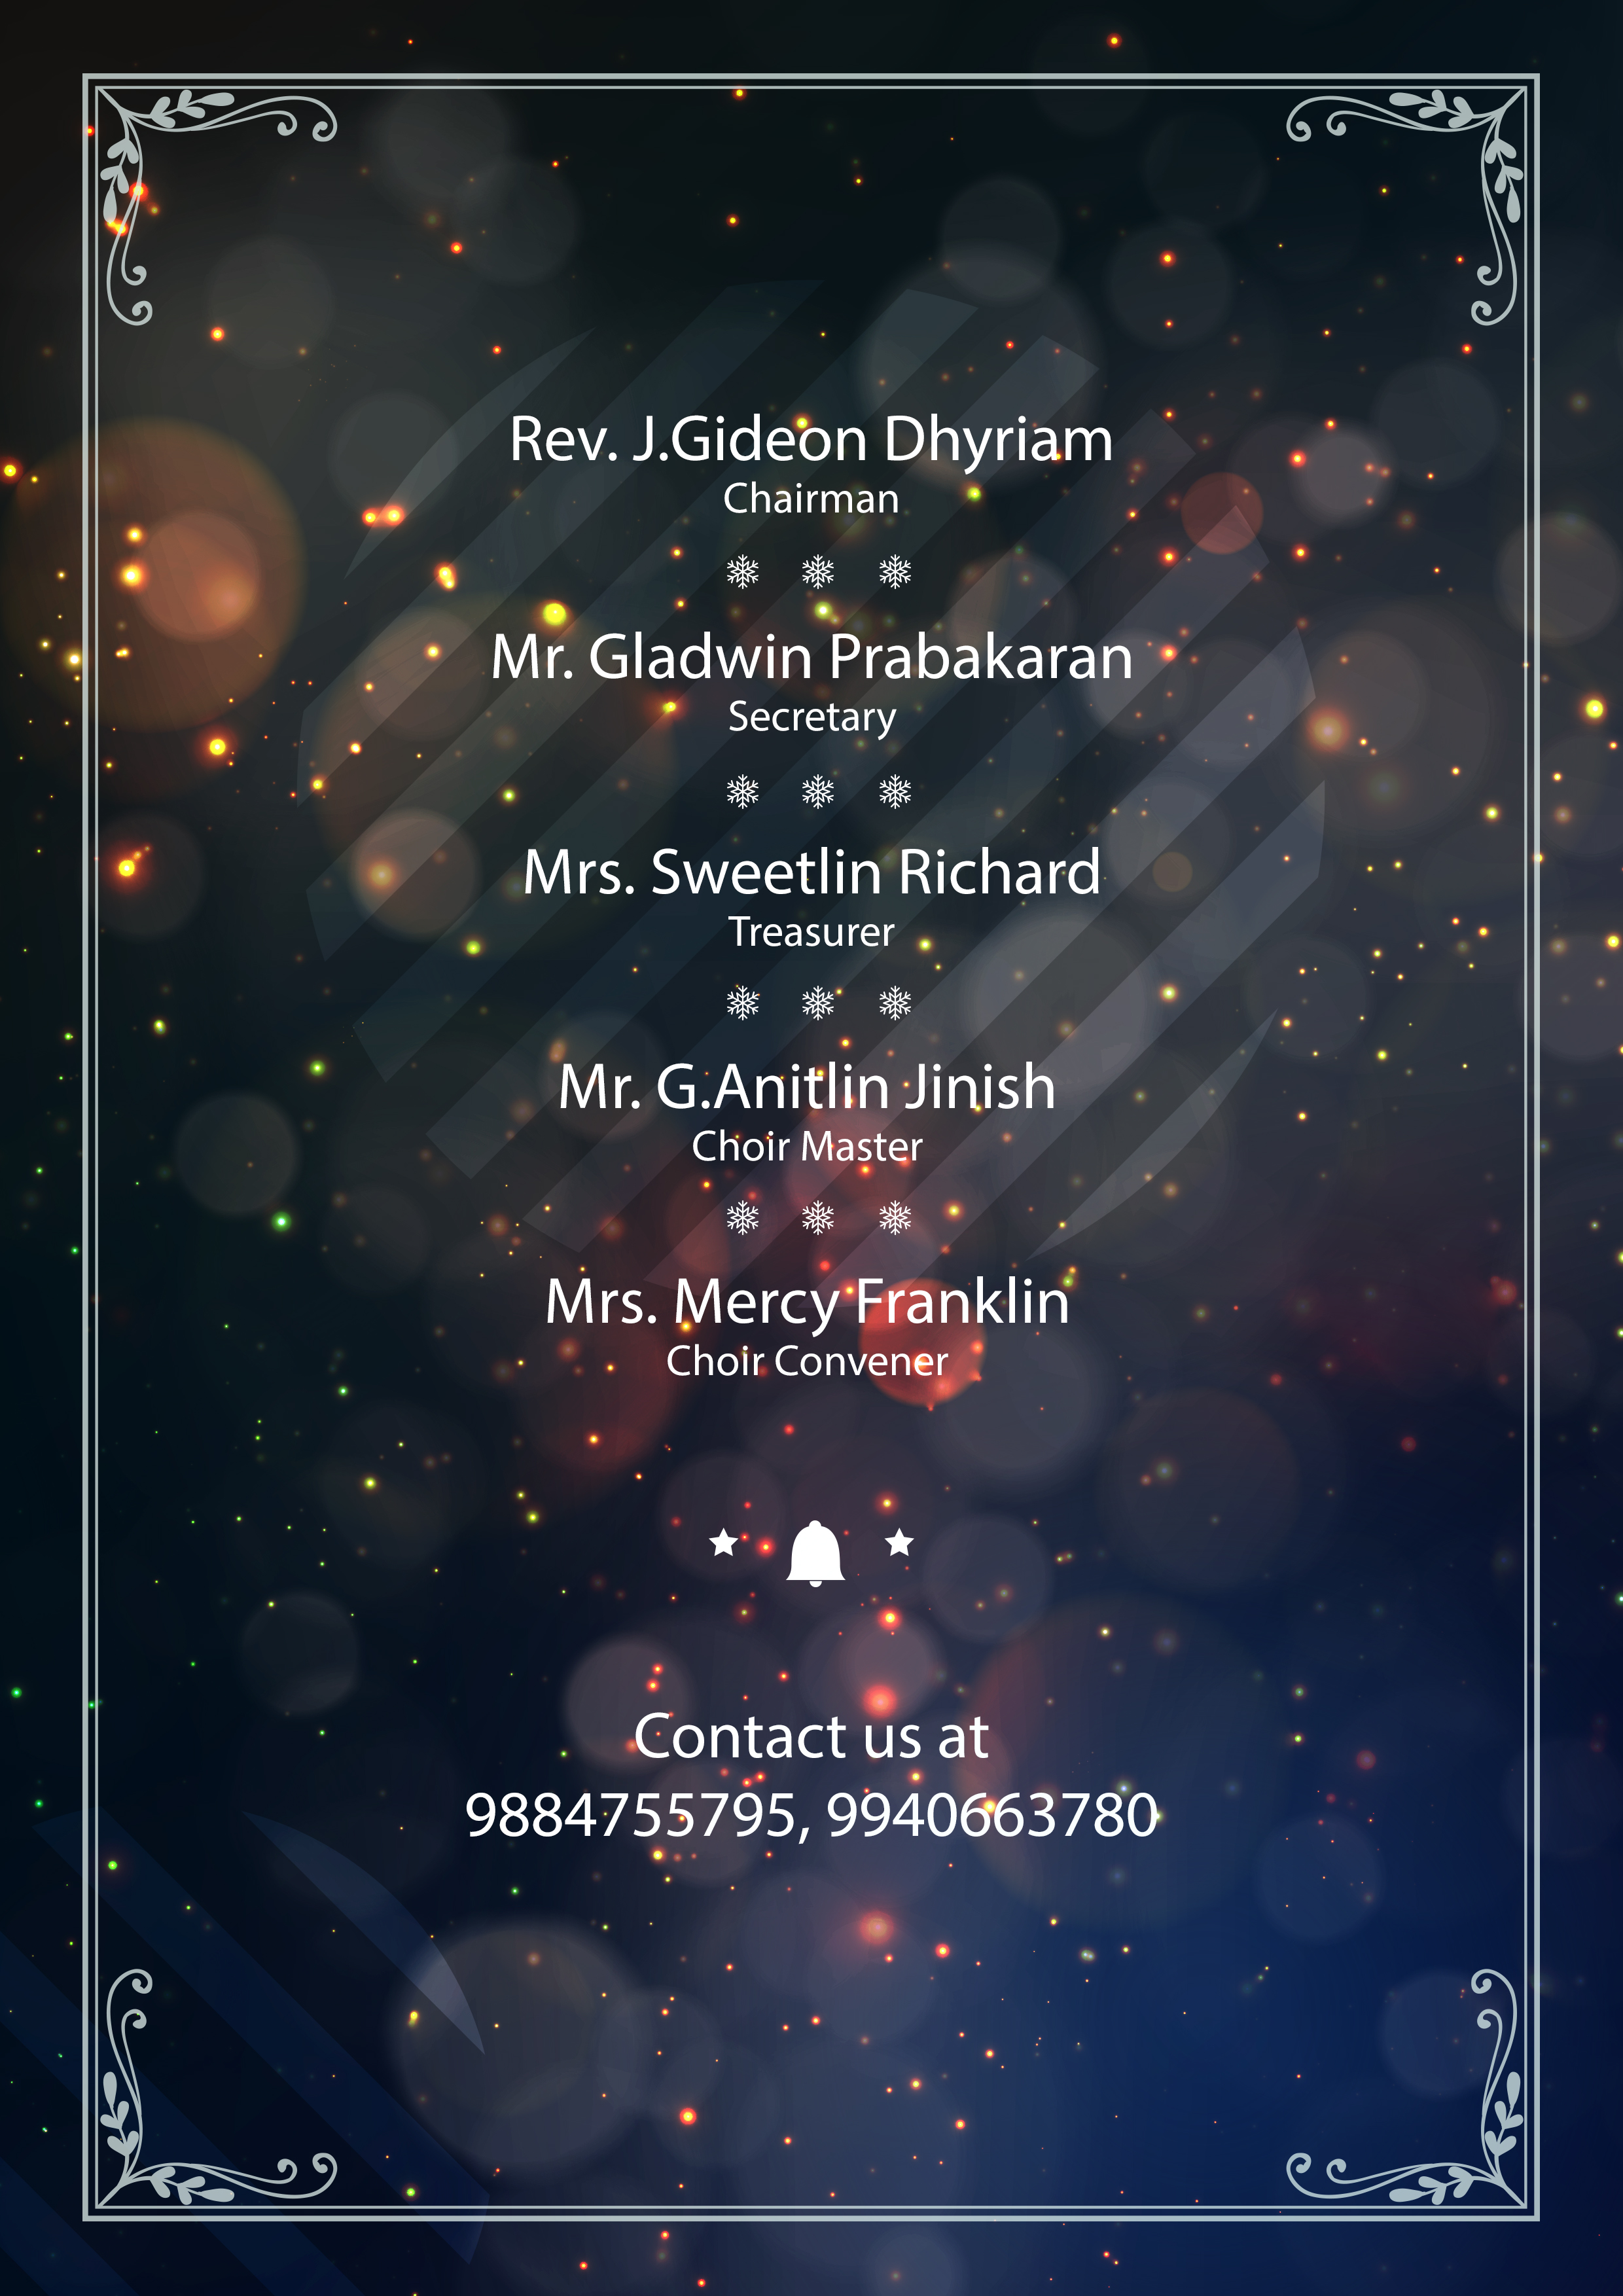 Rev. J.Gideon Dhyriam
Chairman
Mr. Gladwin Prabakaran
Secretary
Mrs. Sweetlin Richard
Treasurer
Mr. G.Anitlin Jinish
Choir Master
Mrs. Mercy Franklin
Choir Convener
Contact us at
9884755795, 9940663780